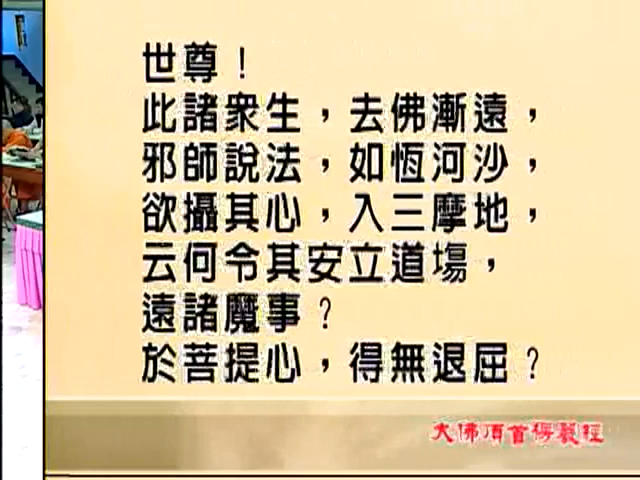 世尊！
此諸眾生，去佛漸遠，
邪師說法，如恆河沙，
欲攝其心，入三摩地，
云何令其安立道場，
遠諸魔事？
於菩提心，得無退屈？
大佛頂首楞嚴經